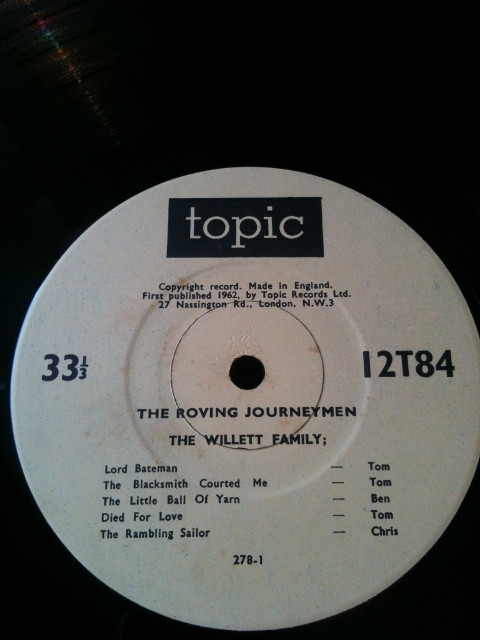 topic
Copyright record. Made in England.
First published 1962, by Topic Records Ltd.
27 Nassington Rd., London, N.W.3
33⅓
12T84
THE ROVING JOURNEYMEN
THE WILLETT FAMILY;
Lord Bateman — Tom
The Blacksmith Courted Me — Tom
The Little Ball Of Yarn — Ben
Died For Love — Tom
The Rambling Sailor — Chris
278-1